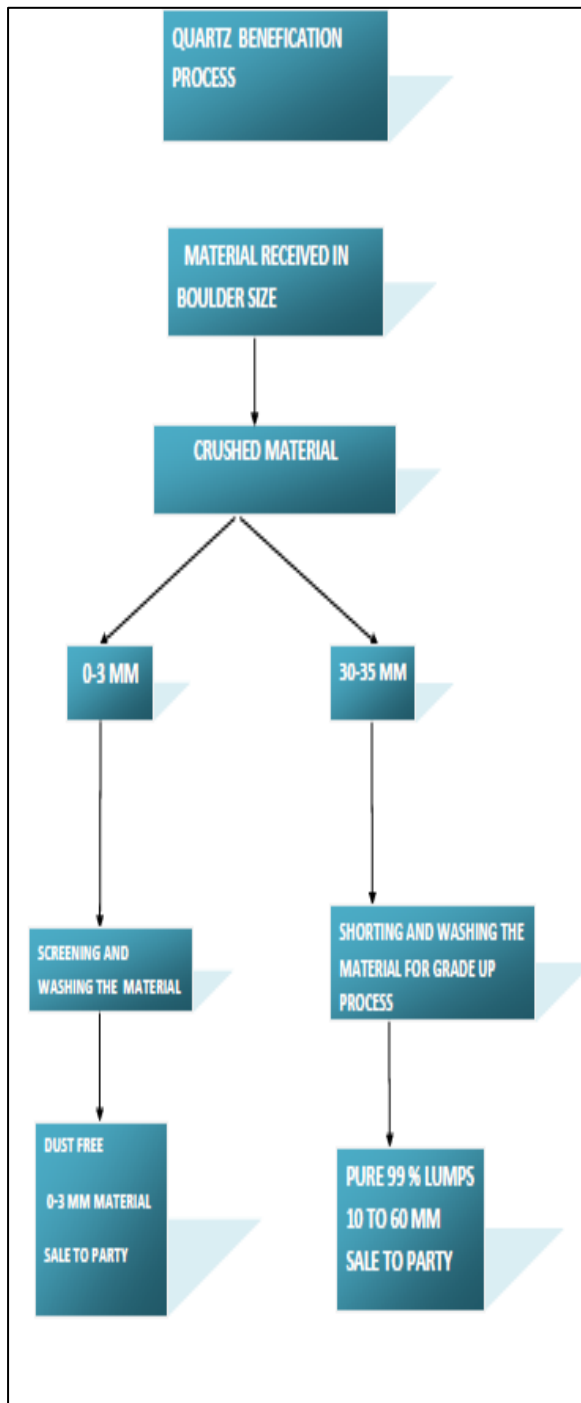 QUARTZ BENEFICATION
PROCESS
MATERIAL RECEIVED IN
BOULDER SIZE
CRUSHED MATERIAL
0-3 MM
30-35 MM
SCREENING AND
WASHING THE MATERIAL
SHORTING AND WASHING THE
MATERIAL FOR GRADE UP
PROCESS
DUST FREE
0-3 MM MATERIAL
SALE TO PARTY
PURE 99 % LUMPS
10 TO 60 MM
SALE TO PARTY